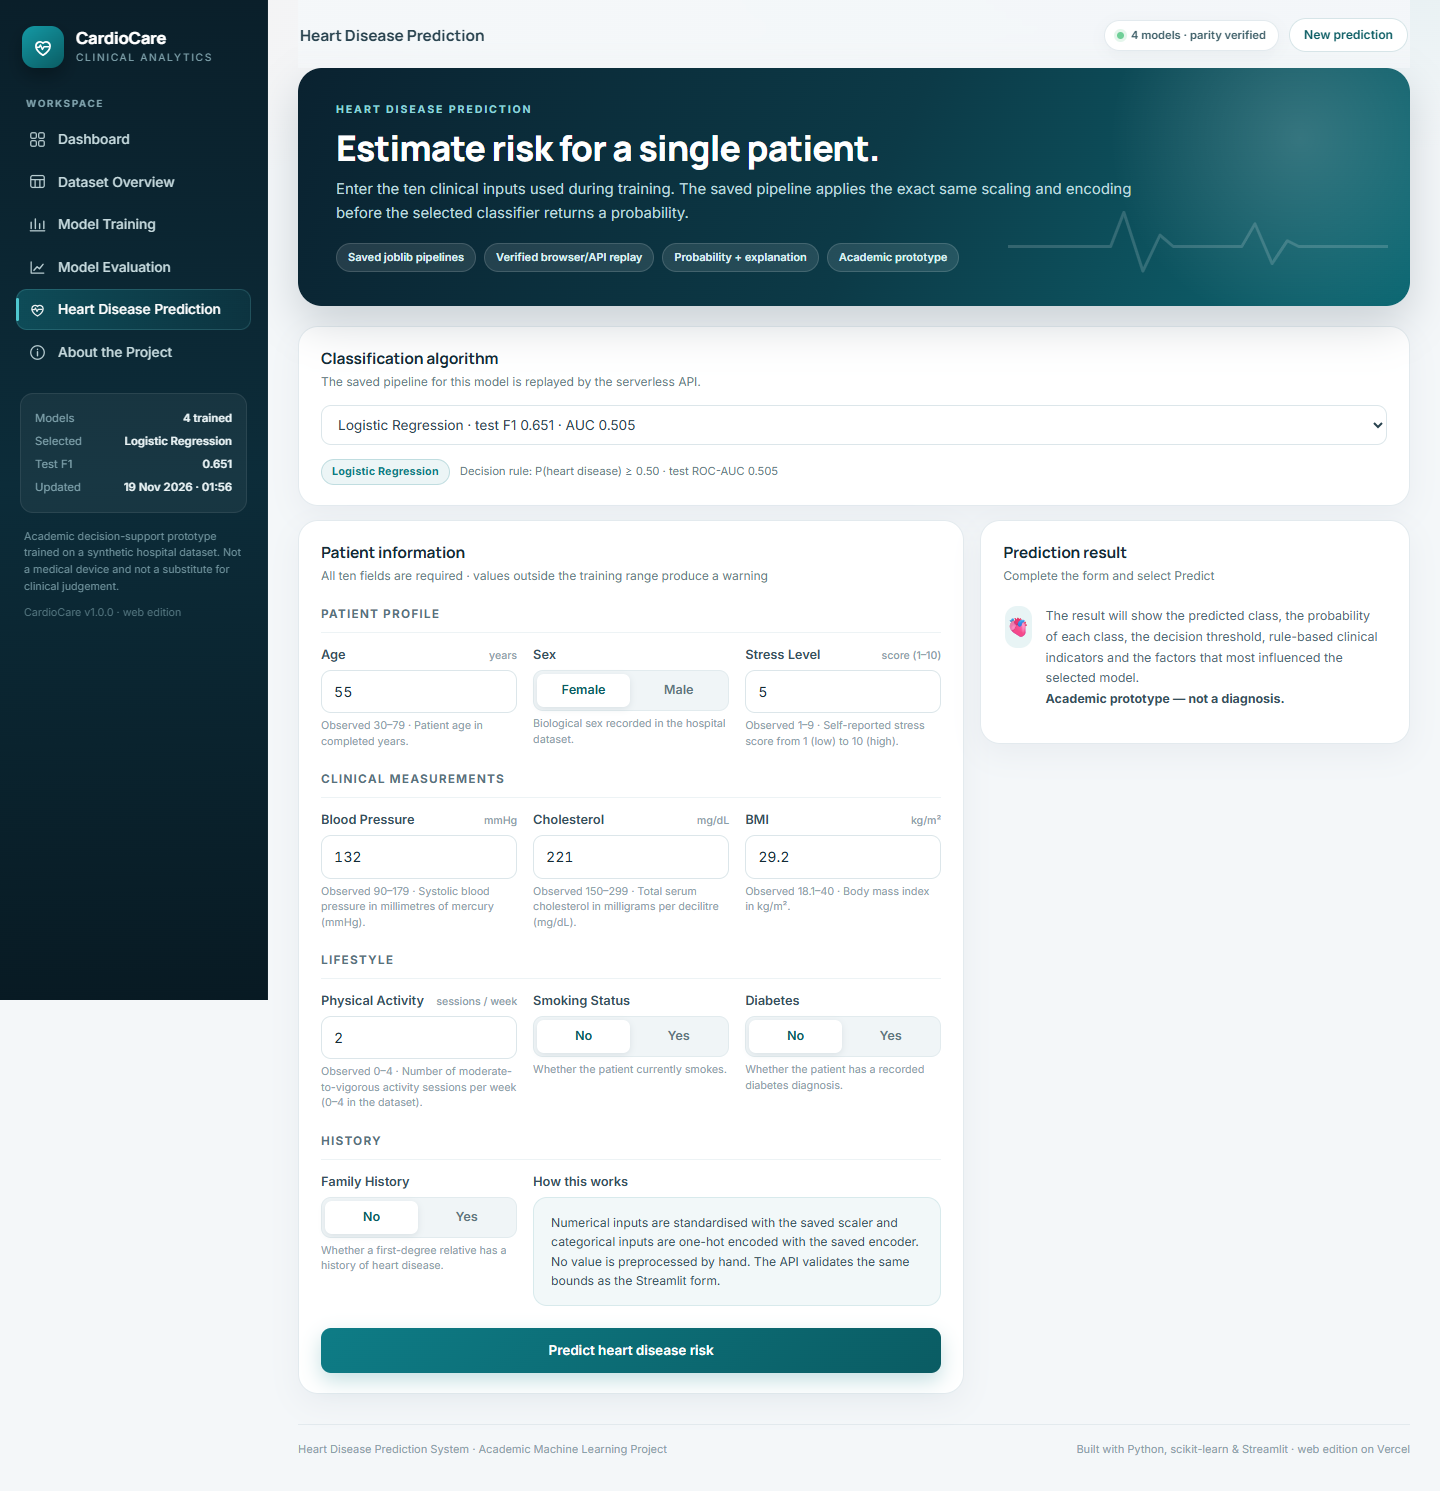 CardioCare
CLINICAL ANALYTICS
WORKSPACE
Dashboard
Dataset Overview
Model Training
Model Evaluation
Heart Disease Prediction
About the Project
Models 4 trained
Selected Logistic Regression
Test F1 0.651
Updated 19 Nov 2026 · 01:56
Academic decision-support prototype
trained on a synthetic hospital dataset. Not
a medical device and not a substitute for
clinical judgement.
CardioCare v1.0.0 · web edition
Heart Disease Prediction
4 models · parity verified
New prediction
HEART DISEASE PREDICTION
Estimate risk for a single patient.
Enter the ten clinical inputs used during training. The saved pipeline applies the exact same scaling and encoding
before the selected classifier returns a probability.
Saved joblib pipelines
Verified browser/API replay
Probability + explanation
Academic prototype
Classification algorithm
The saved pipeline for this model is replayed by the serverless API.
Logistic Regression · test F1 0.651 · AUC 0.505
Logistic Regression
Decision rule: P(heart disease) ≥ 0.50 · test ROC-AUC 0.505
Patient information
All ten fields are required · values outside the training range produce a warning
PATIENT PROFILE
Age years
55
Observed 30–79 · Patient age in
completed years.
Sex
Female Male
Biological sex recorded in the hospital
dataset.
Stress Level score (1–10)
5
Observed 1–9 · Self-reported stress
score from 1 (low) to 10 (high).
CLINICAL MEASUREMENTS
Blood Pressure mmHg
132
Observed 90–179 · Systolic blood
pressure in millimetres of mercury
(mmHg).
Cholesterol mg/dL
221
Observed 150–299 · Total serum
cholesterol in milligrams per decilitre
(mg/dL).
BMI kg/m²
29.2
Observed 18.1–40 · Body mass index
in kg/m².
LIFESTYLE
Physical Activity sessions / week
2
Observed 0–4 · Number of moderate-
to-vigorous activity sessions per week
(0–4 in the dataset).
Smoking Status
No Yes
Whether the patient currently smokes.
Diabetes
No Yes
Whether the patient has a recorded
diabetes diagnosis.
HISTORY
Family History
No Yes
Whether a first-degree relative has a
history of heart disease.
How this works
Numerical inputs are standardised with the saved scaler and
categorical inputs are one-hot encoded with the saved encoder.
No value is preprocessed by hand. The API validates the same
bounds as the Streamlit form.
Predict heart disease risk
Prediction result
Complete the form and select Predict
The result will show the predicted class, the probability
of each class, the decision threshold, rule-based clinical
indicators and the factors that most influenced the
selected model.
Academic prototype — not a diagnosis.
Heart Disease Prediction System · Academic Machine Learning Project
Built with Python, scikit-learn & Streamlit · web edition on Vercel